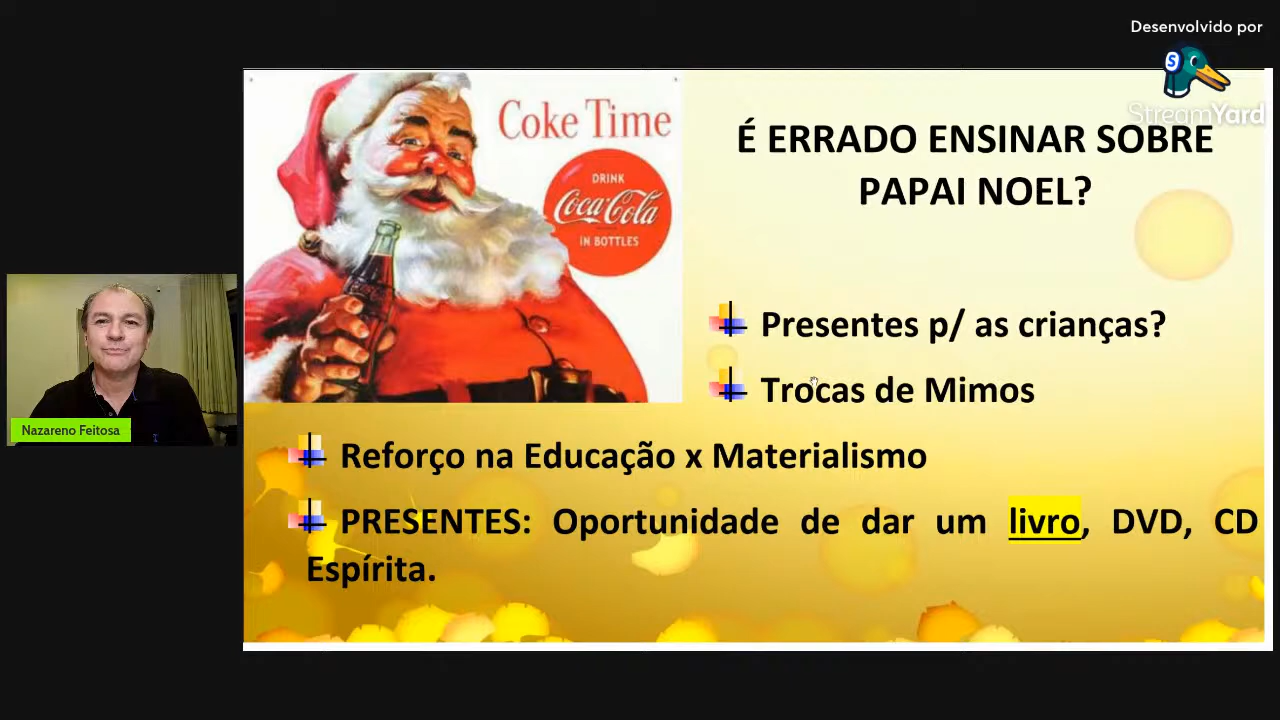 Desenvolvido por
StreamYard
Coke Time
DRINK
Coca-Cola
IN BOTTLES
É ERRADO ENSINAR SOBRE
PAPAI NOEL?
Presentes p/ as crianças?
Trocas de Mimos
Reforço na Educação x Materialismo
PRESENTES: Oportunidade de dar um livro, DVD, CD
Espírita.
Nazareno Feitosa